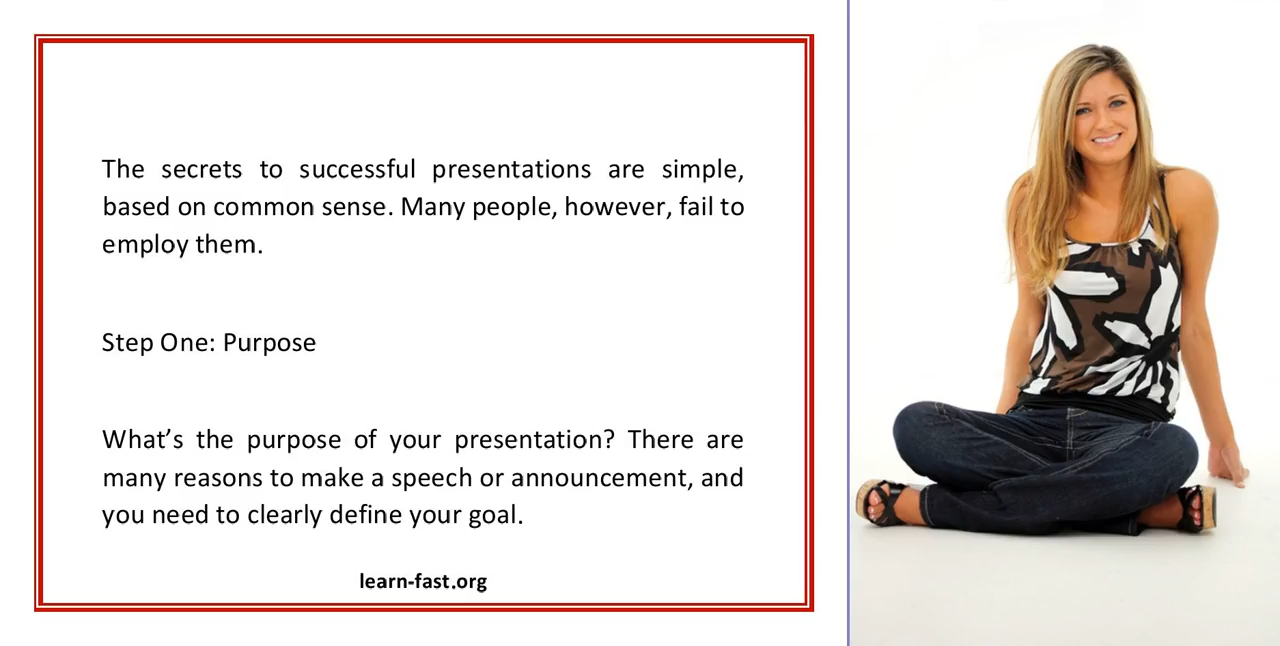 The secrets to successful presentations are simple,
based on common sense. Many people, however, fail to
employ them.
Step One: Purpose
What’s the purpose of your presentation? There are
many reasons to make a speech or announcement, and
you need to clearly define your goal.
learn-fast.org